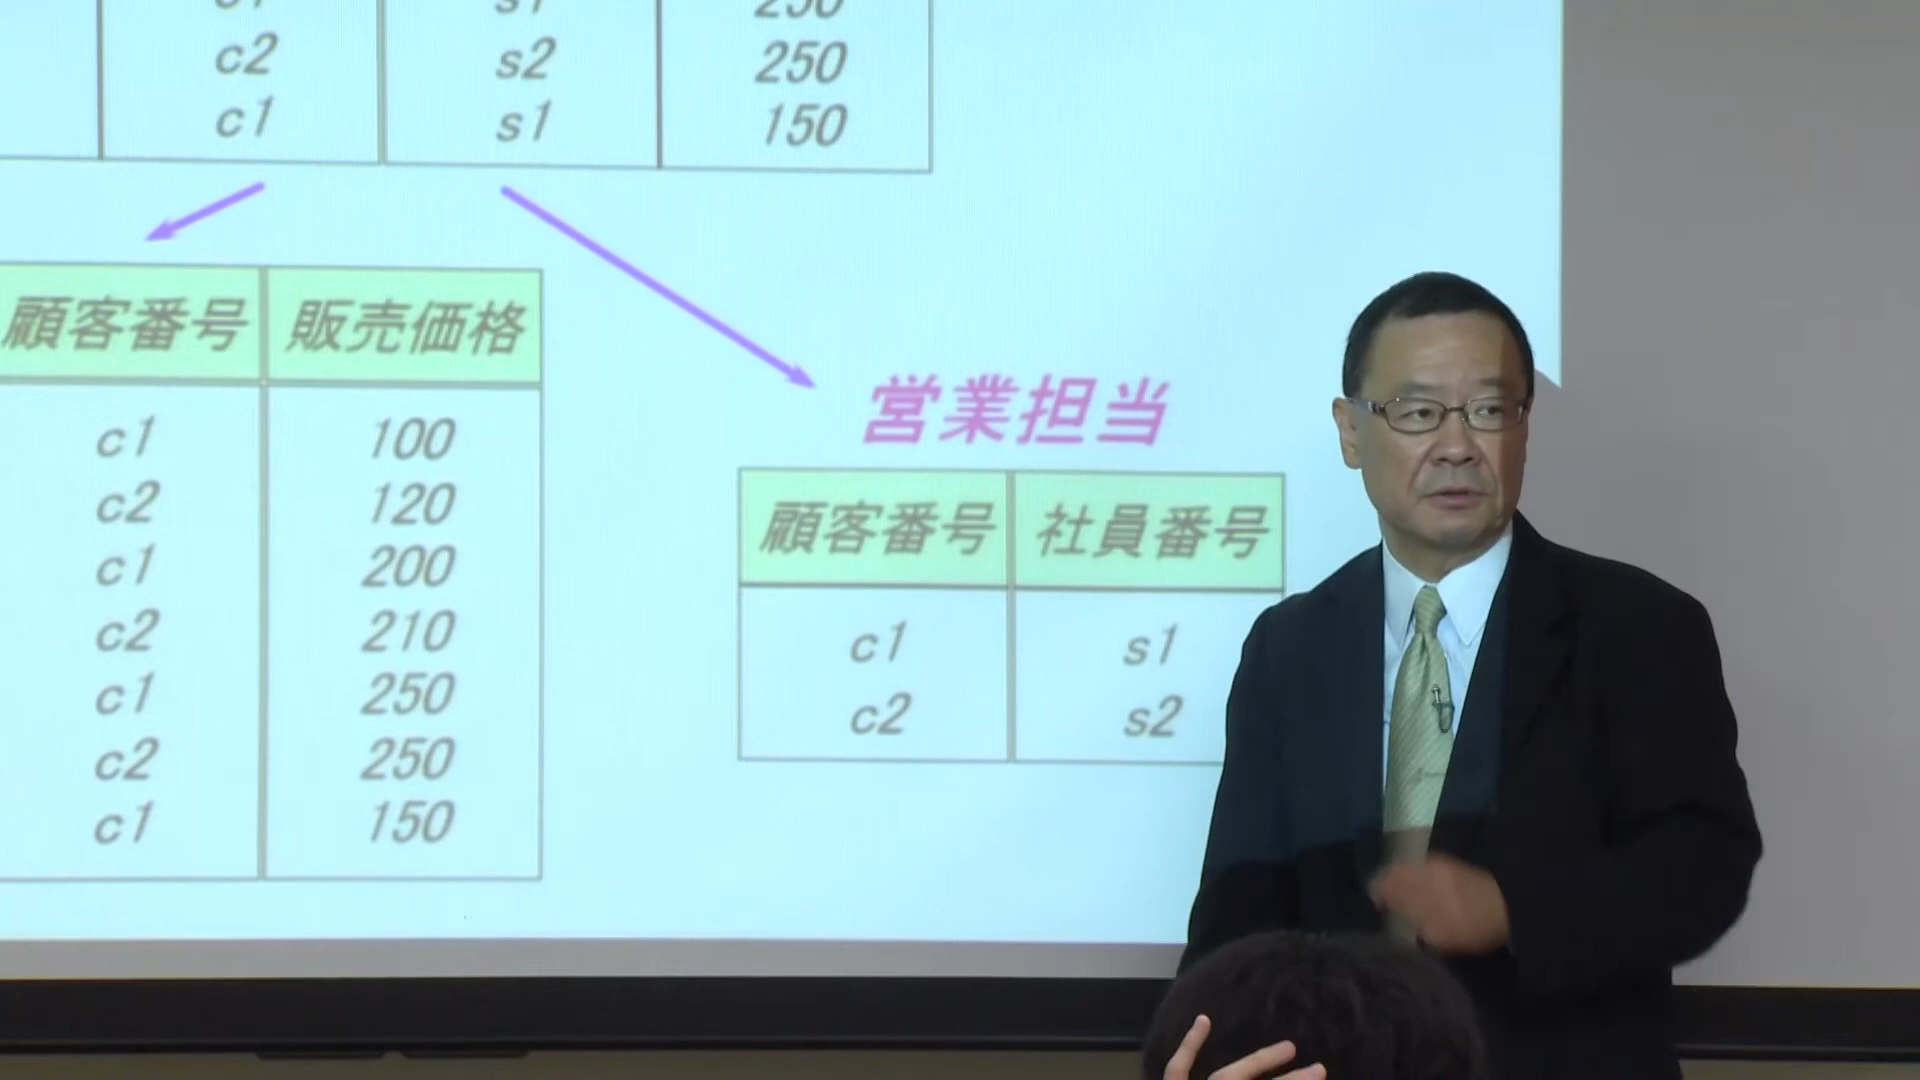 c2 s2 250
c1 s1 150
顧客番号 販売価格
c1 100
c2 120
c1 200
c2 210
c1 250
c2 250
c1 150
営業担当
顧客番号 社員番号
c1 s1
c2 s2